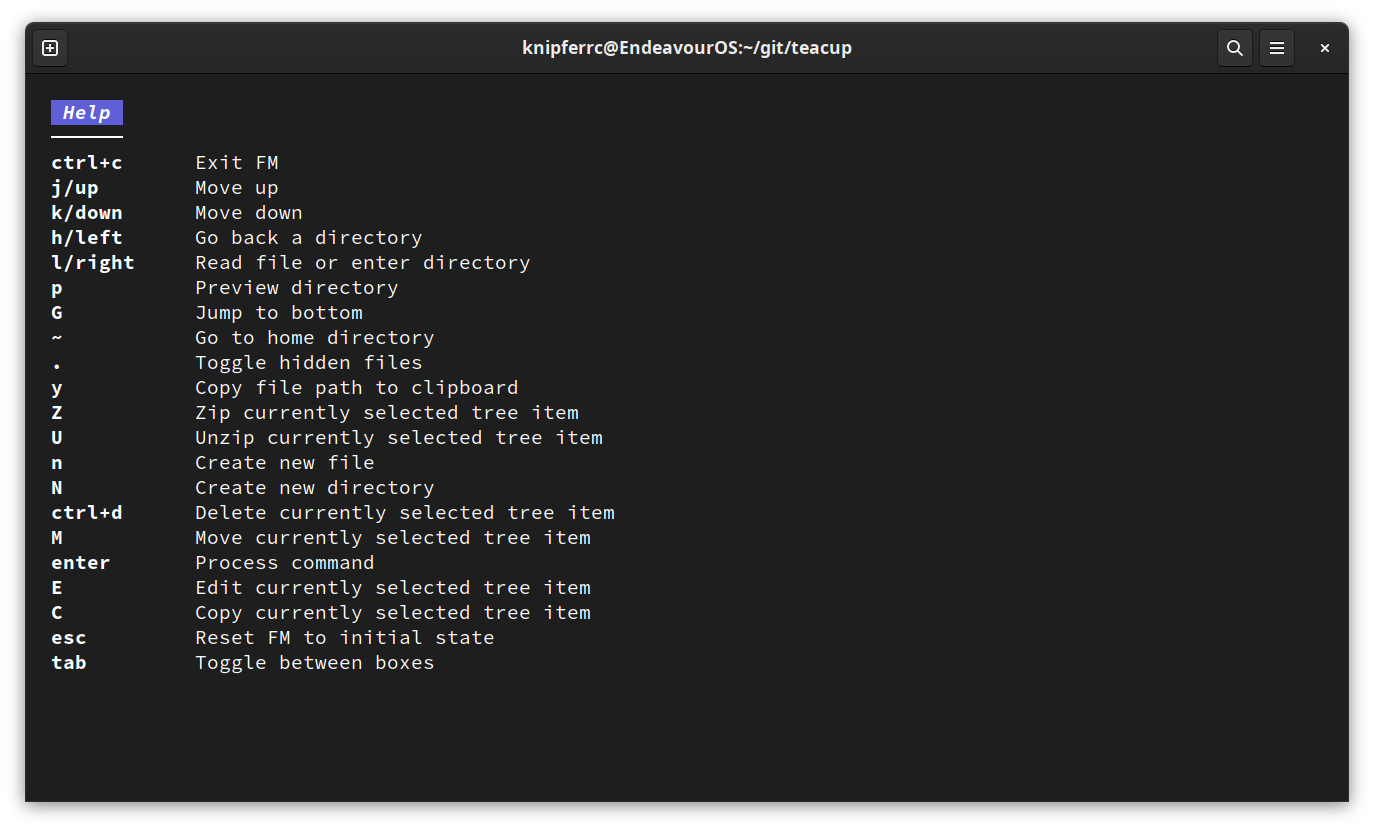 knipferrc@EndeavourOS:~/git/teacup
Help
ctrl+c Exit FM
j/up Move up
k/down Move down
h/left Go back a directory
l/right Read file or enter directory
p Preview directory
G Jump to bottom
~ Go to home directory
. Toggle hidden files
y Copy file path to clipboard
Z Zip currently selected tree item
U Unzip currently selected tree item
n Create new file
N Create new directory
ctrl+d Delete currently selected tree item
M Move currently selected tree item
enter Process command
E Edit currently selected tree item
C Copy currently selected tree item
esc Reset FM to initial state
tab Toggle between boxes